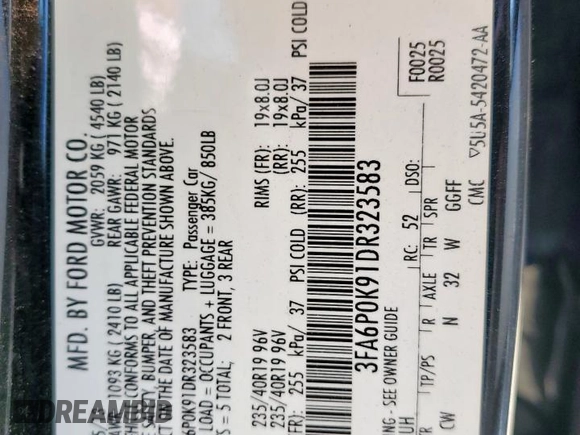 MFD. BY FORD MOTOR CO.
GVWR: 2059 KG ( 4540 LB)
093 KG ( 2410 LB) REAR GAWR: 971 KG ( 2140 LB)
CONFORMS TO ALL APPLICABLE FEDERAL MOTOR
SAFETY, BUMPER, AND THEFT PREVENTION STANDARDS
CT THE DATE OF MANUFACTURE SHOWN ABOVE.
6P0K91DR323583 TYPE: Passenger Car
LOAD = OCCUPANTS + LUGGAGE = 385KG/ 850LB
S = 5 TOTAL; 2 FRONT, 3 REAR
235/40R19 96V RIMS (FR): 19x8.0J
235/40R19 96V (RR): 19x8.0J
(FR): 255 kPa/ 37 PSI COLD (RR): 255 kPa/ 37 PSI COLD
3FA6P0K91DR323583
F0025
R0025
NG - SEE OWNER GUIDE
UH RC: 52 DSO:
R TP/PS R AXLE TR SPR
CW N 32 W GGFF
CMC ▽5U5A-5420472-AA
DREAMBID